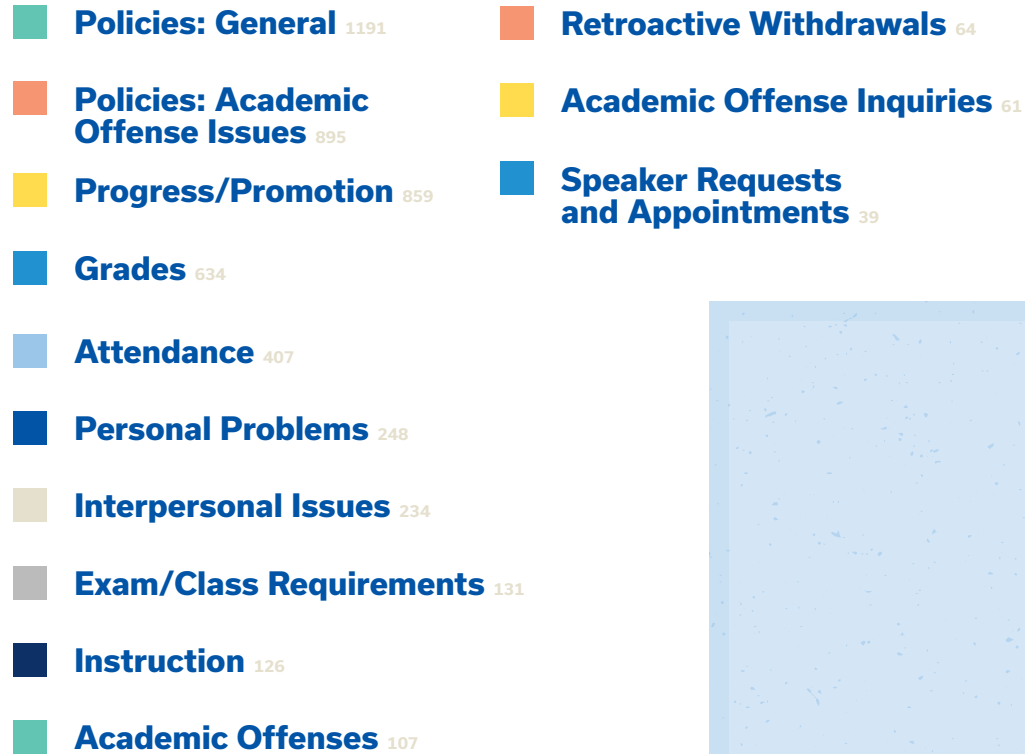 Policies: General 1191
Policies: Academic
Offense Issues 895
Progress/Promotion 859
Grades 634
Attendance 407
Personal Problems 248
Interpersonal Issues 234
Exam/Class Requirements 131
Instruction 126
Academic Offenses 107
Retroactive Withdrawals 64
Academic Offense Inquiries 61
Speaker Requests
and Appointments 39